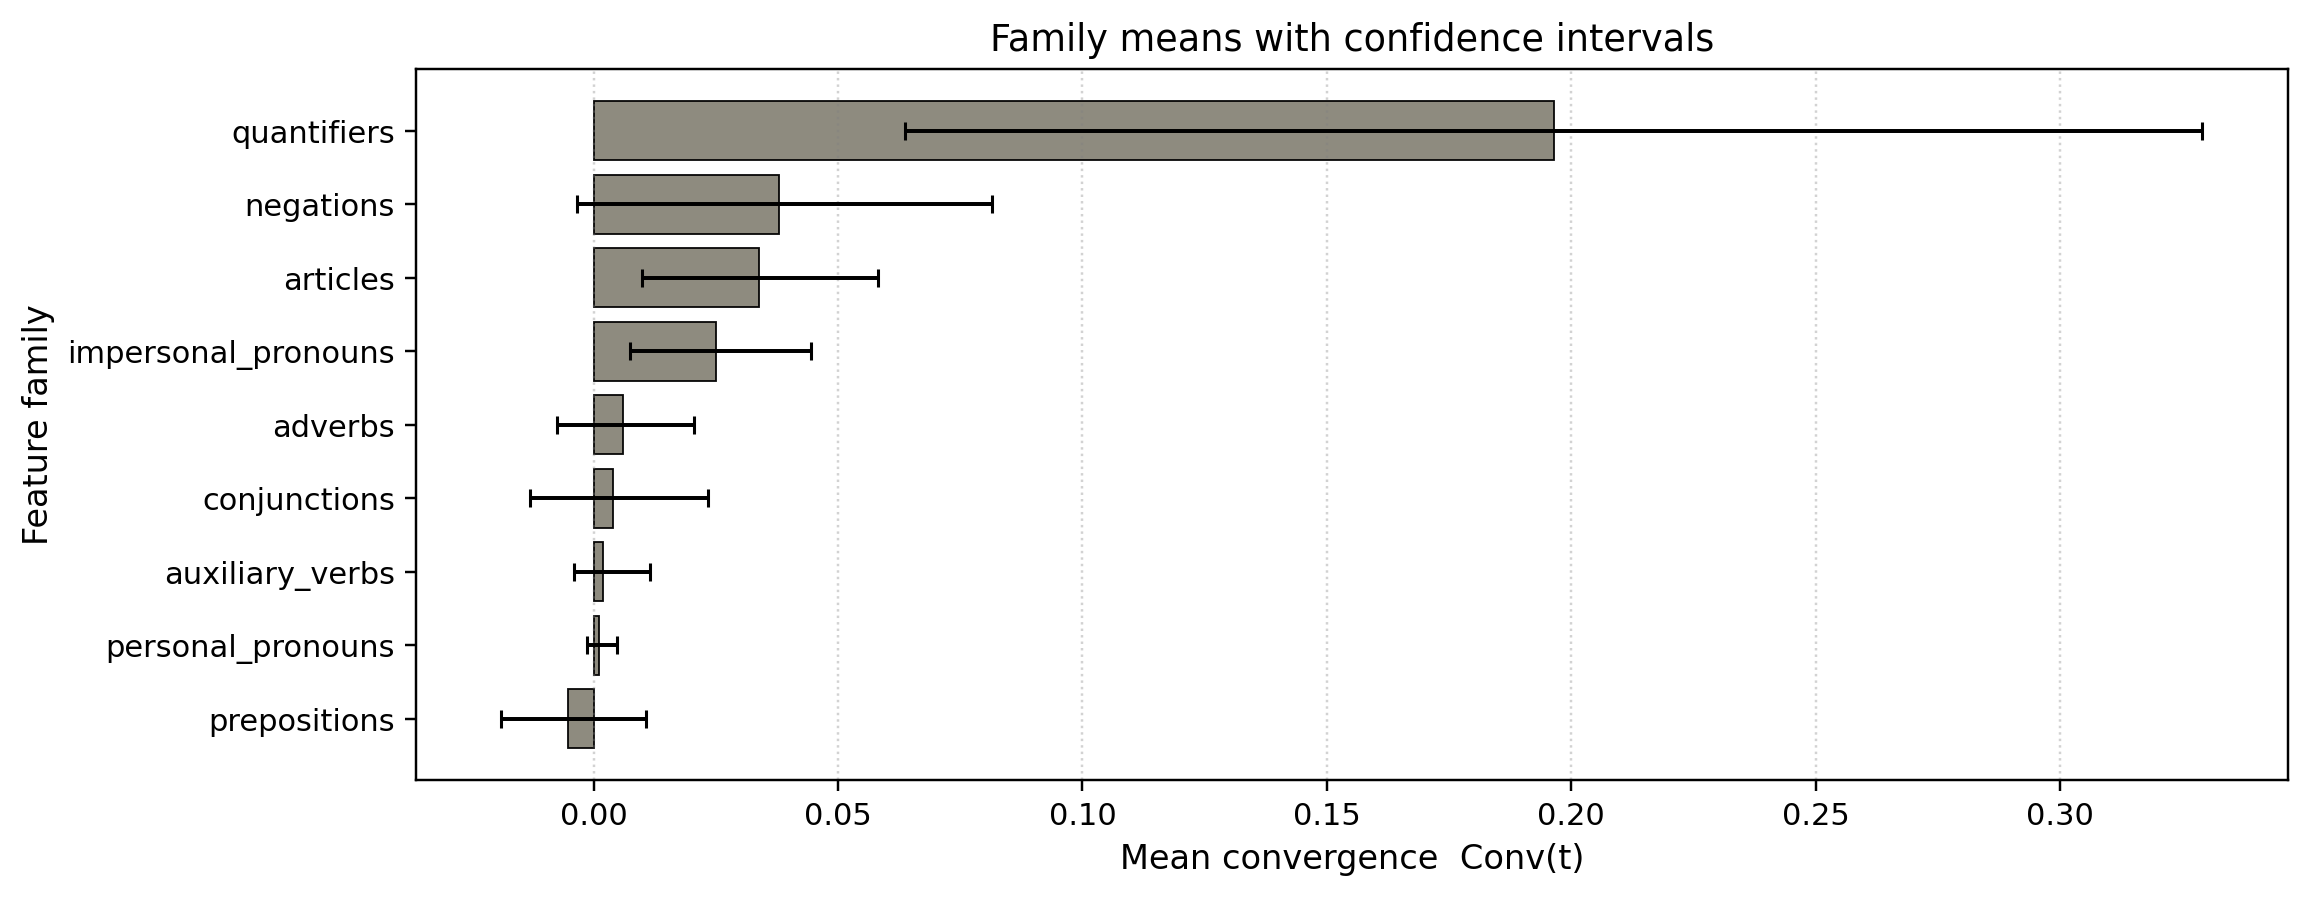 Family means with confidence intervals
Feature family
quantifiers
negations
articles
impersonal_pronouns
adverbs
conjunctions
auxiliary_verbs
personal_pronouns
prepositions
0.00 0.05 0.10 0.15 0.20 0.25 0.30
Mean convergence  Conv(t)